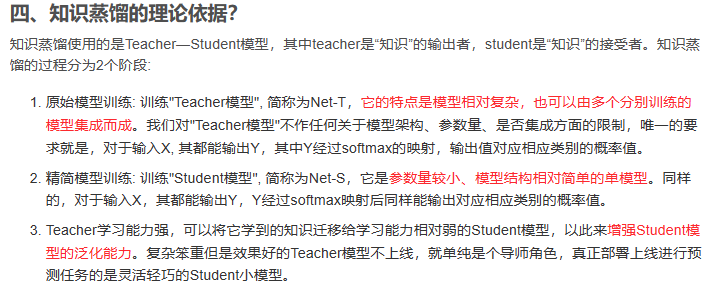 四、知识蒸馏的理论依据？
知识蒸馏使用的是Teacher—Student模型，其中teacher是“知识”的输出者，student是“知识”的接受者。知识蒸
馏的过程分为2个阶段:
1. 原始模型训练: 训练"Teacher模型", 简称为Net-T，它的特点是模型相对复杂，也可以由多个分别训练的
模型集成而成。我们对"Teacher模型"不作任何关于模型架构、参数量、是否集成方面的限制，唯一的要
求就是，对于输入X, 其都能输出Y，其中Y经过softmax的映射，输出值对应相应类别的概率值。
2. 精简模型训练: 训练"Student模型", 简称为Net-S，它是参数量较小、模型结构相对简单的单模型。同样
的，对于输入X，其都能输出Y，Y经过softmax映射后同样能输出对应相应类别的概率值。
3. Teacher学习能力强，可以将它学到的知识迁移给学习能力相对弱的Student模型，以此来增强Student模
型的泛化能力。复杂笨重但是效果好的Teacher模型不上线，就单纯是个导师角色，真正部署上线进行预
测任务的是灵活轻巧的Student小模型。